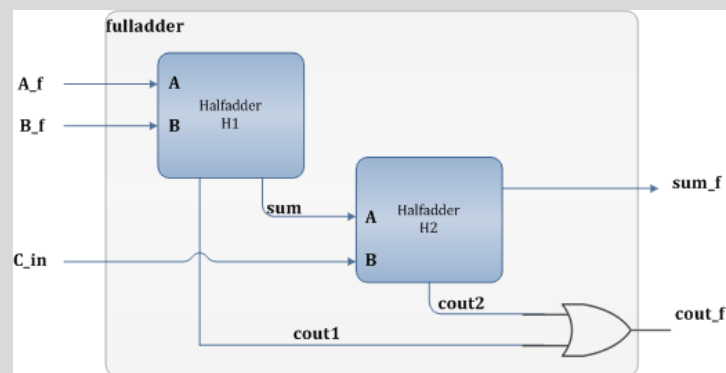 fulladder
A_f
A
Halfadder
H1
B_f
B
sum
A
Halfadder
H2
sum_f
C_in
B
cout2
cout_f
cout1